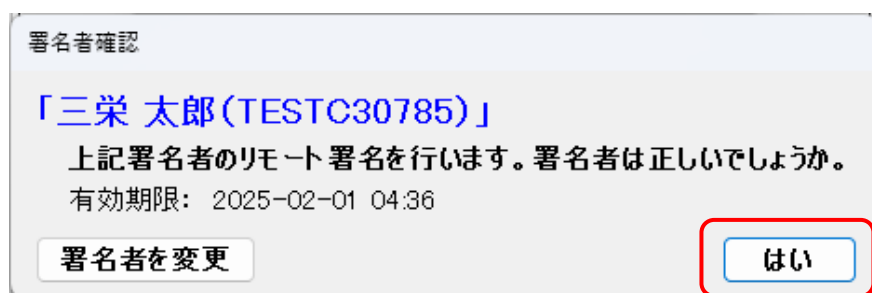 署名者確認
「三栄 太郎(TESTC30785)」
上記署名者のリモート署名を行います。署名者は正しいでしょうか。
有効期限： 2025-02-01 04:36
署名者を変更
はい